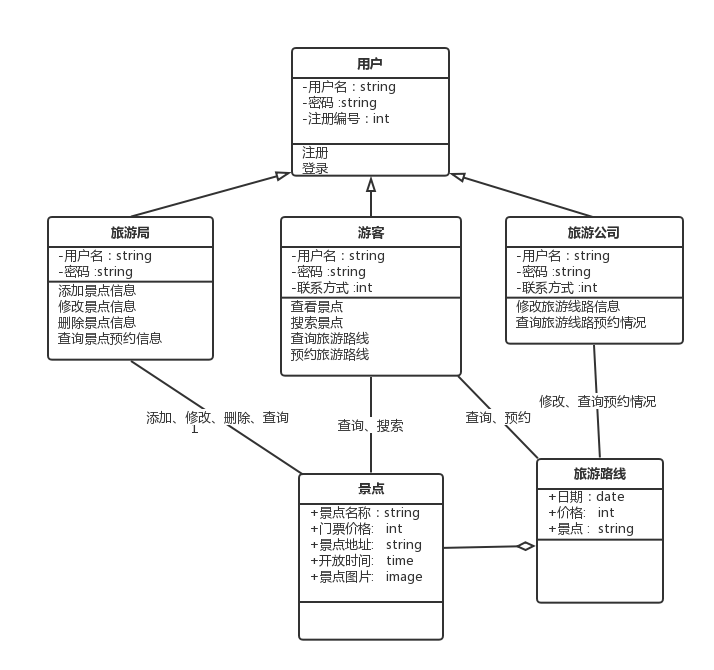 用户
-用户名：string
-密码 :string
-注册编号：int
注册
登录
旅游局
-用户名：string
-密码 :string
添加景点信息
修改景点信息
删除景点信息
查询景点预约信息
游客
-用户名：string
-密码 :string
-联系方式 :int
查看景点
搜索景点
查询旅游路线
预约旅游路线
旅游公司
-用户名：string
-密码 :string
-联系方式 :int
修改旅游线路信息
查询旅游线路预约情况
添加、修改、删除、查询
1
查询、搜索
查询、预约
修改、查询预约情况
景点
+景点名称：string
+门票价格: int
+景点地址: string
+开放时间: time
+景点图片: image
旅游路线
+日期：date
+价格: int
+景点： string